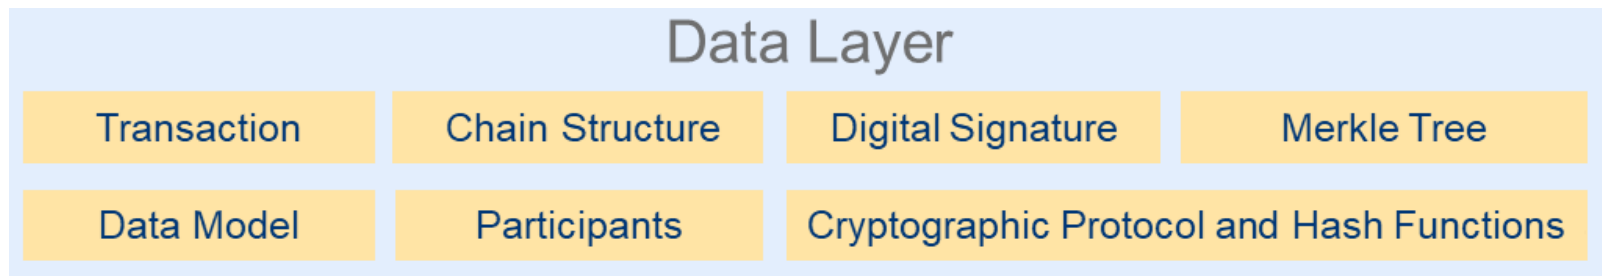 Data Layer
Transaction
Chain Structure
Digital Signature
Merkle Tree
Data Model
Participants
Cryptographic Protocol and Hash Functions